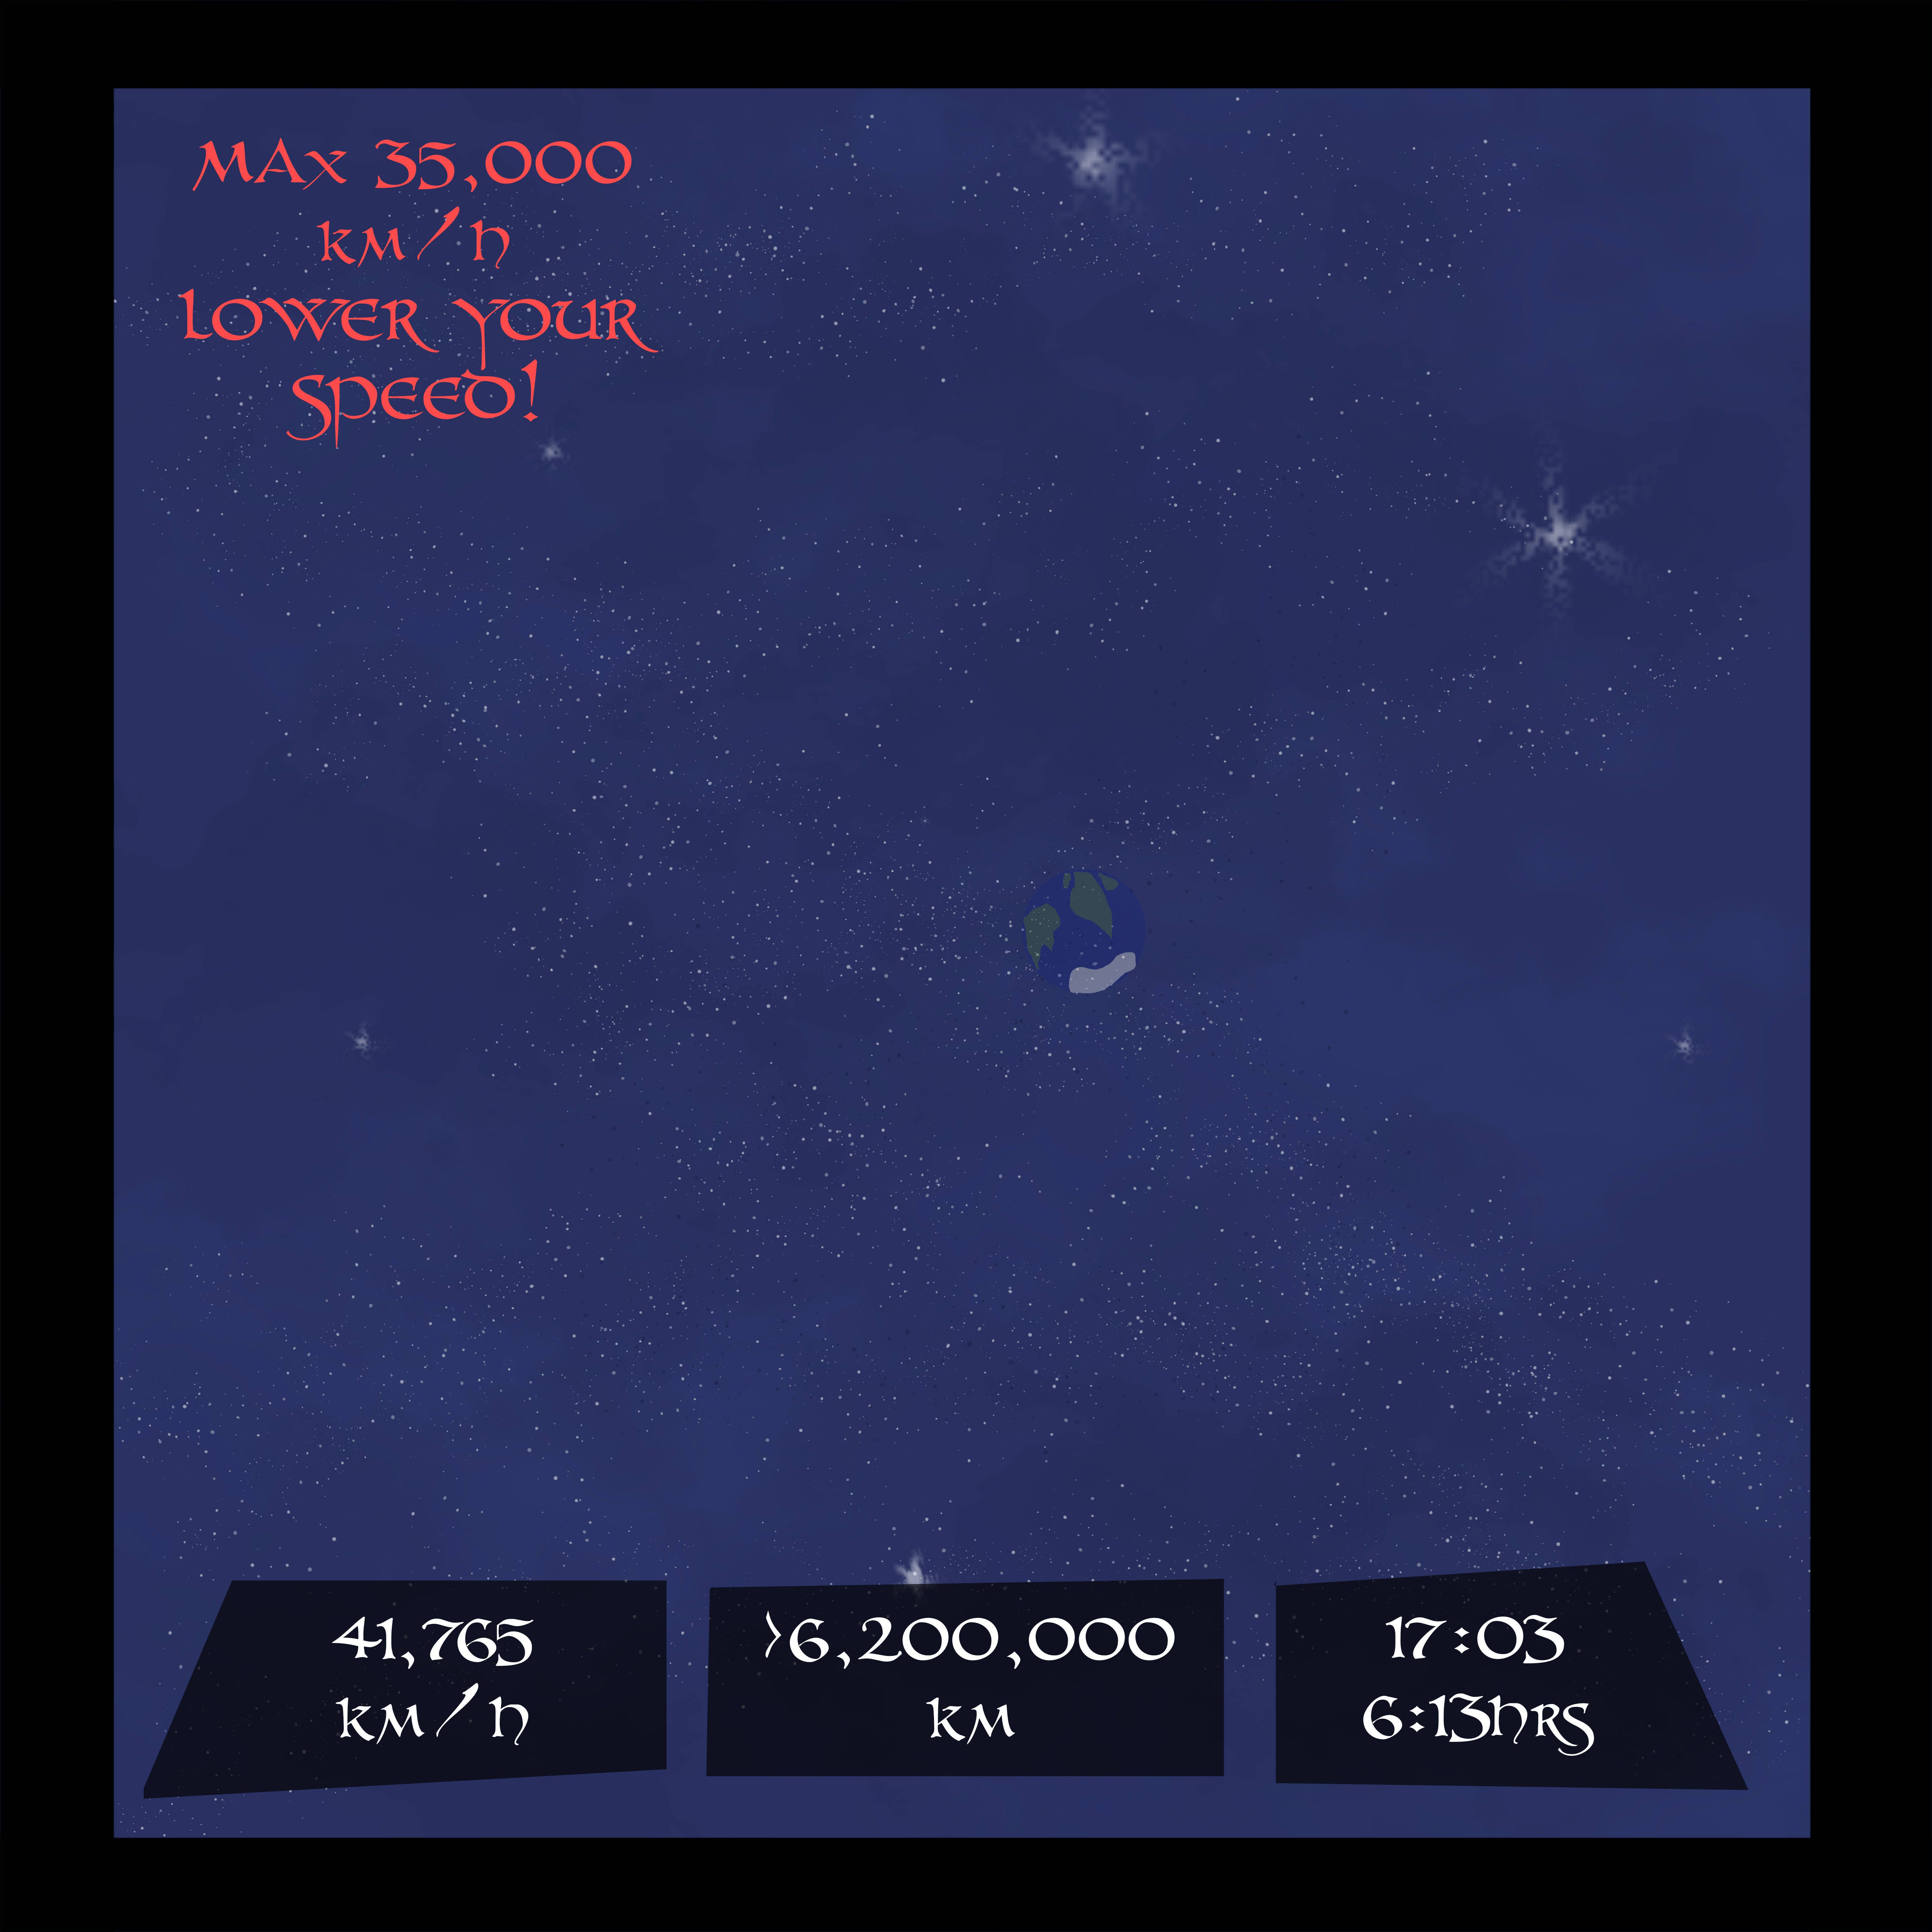 MAX 35,000
KM/H
LOWER YOUR
SPEED!
41,765
KM/H
>6,200,000
KM
17:03
6:13HRS